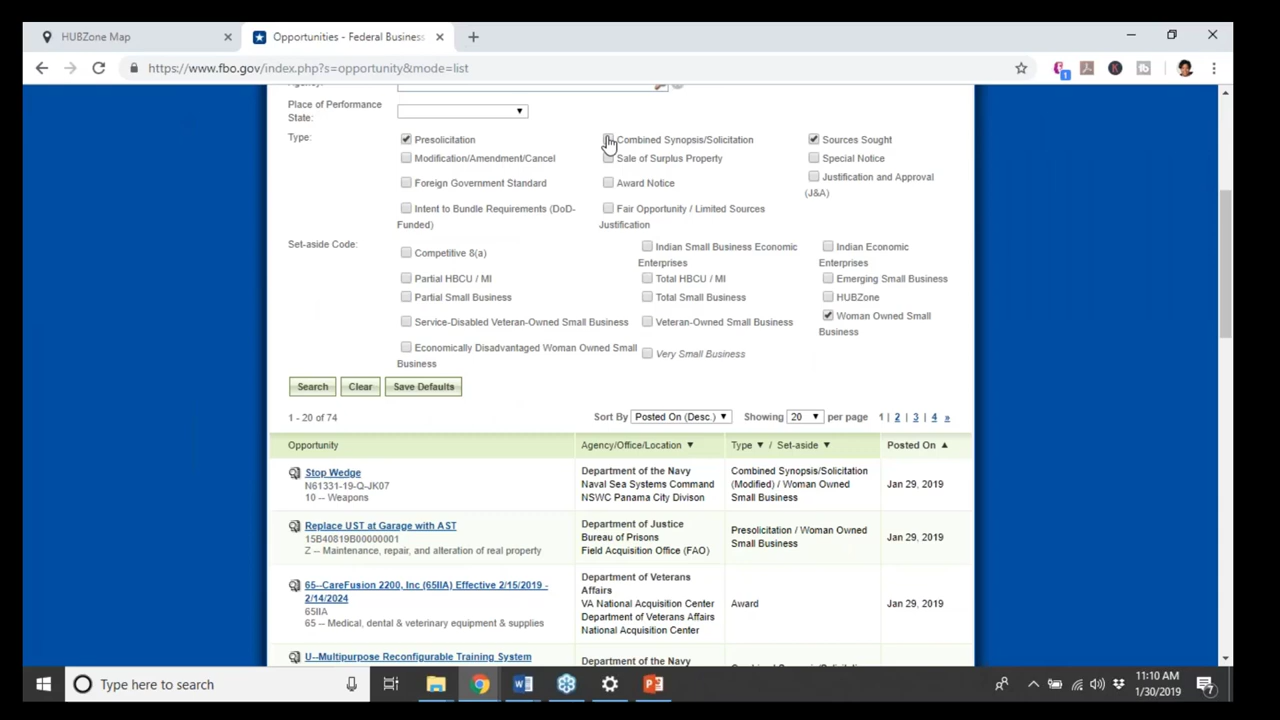 HUBZone Map
Opportunities - Federal Business
https://www.fbo.gov/index.php?s=opportunity&mode=list
Place of Performance
State:
Type:
Presolicitation
Combined Synopsis/Solicitation
Sources Sought
Modification/Amendment/Cancel
Sale of Surplus Property
Special Notice
Foreign Government Standard
Award Notice
Justification and Approval
(J&A)
Intent to Bundle Requirements (DoD-
Funded)
Fair Opportunity / Limited Sources
Justification
Set-aside Code:
Competitive 8(a)
Indian Small Business Economic
Enterprises
Indian Economic
Enterprises
Partial HBCU / MI
Total HBCU / MI
Emerging Small Business
Partial Small Business
Total Small Business
HUBZone
Service-Disabled Veteran-Owned Small Business
Veteran-Owned Small Business
Woman Owned Small
Business
Economically Disadvantaged Woman Owned Small
Business
Very Small Business
Search
Clear
Save Defaults
1 - 20 of 74
Sort By Posted On (Desc.) Showing 20 per page 1 | 2 | 3 | 4 »
Opportunity
Agency/Office/Location
Type / Set-aside
Posted On
Stop Wedge
N61331-19-Q-JK07
10 -- Weapons
Department of the Navy
Naval Sea Systems Command
NSWC Panama City Divison
Combined Synopsis/Solicitation
(Modified) / Woman Owned
Small Business
Jan 29, 2019
Replace UST at Garage with AST
15B40819B00000001
Z -- Maintenance, repair, and alteration of real property
Department of Justice
Bureau of Prisons
Field Acquisition Office (FAO)
Presolicitation / Woman Owned
Small Business
Jan 29, 2019
65--CareFusion 2200, Inc (65IIA) Effective 2/15/2019 -
2/14/2024
65IIA
65 -- Medical, dental & veterinary equipment & supplies
Department of Veterans
Affairs
VA National Acquisition Center
Department of Veterans Affairs
National Acquisition Center
Award
Jan 29, 2019
U--Multipurpose Reconfigurable Training System
Department of the Navy
Type here to search
11:10 AM
1/30/2019